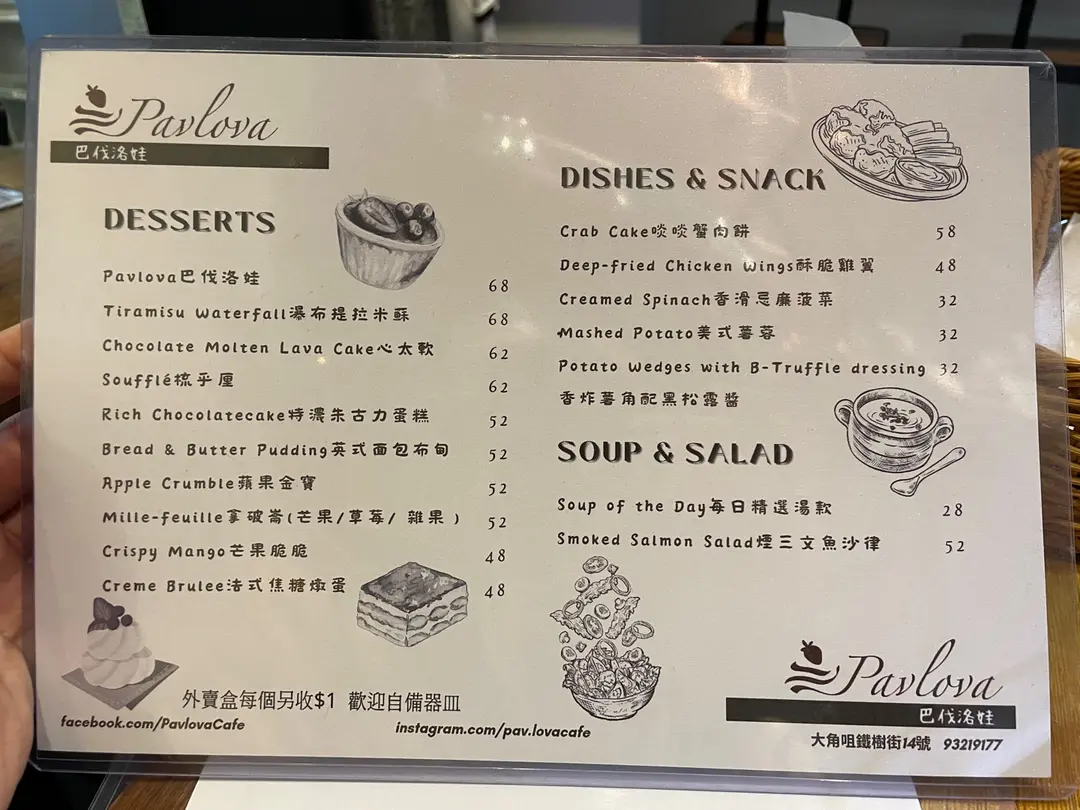 Pavlova
巴伐洛娃
DESSERTS
Pavlova巴伐洛娃 68
Tiramisu Waterfall瀑布提拉米酥 68
Chocolate Molten Lava Cake心太軟 62
Soufflé梳乎厘 62
Rich Chocolatecake特濃朱古力蛋糕 52
Bread & Butter Pudding英式面包布甸 52
Apple Crumble蘋果金寶 52
Mille-feuille拿破崙(芒果/草莓/ 雜果 ) 52
Crispy Mango芒果脆脆 48
Creme Brulee法式焦糖燉蛋 48
外賣盒每個另收$1 歡迎自備器皿
facebook.com/PavlovaCafe
instagram.com/pav.lovacafe
DISHES & SNACK
Crab Cake啖啖蟹肉餅 58
Deep-fried Chicken Wings酥脆雞翼 48
Creamed Spinach香滑忌廉菠菜 32
Mashed Potato美式薯蓉 32
Potato Wedges with B-Truffle dressing 32
香炸薯角配黑松露醬
SOUP & SALAD
Soup of the Day每日精選湯款 28
Smoked Salmon Salad煙三文魚沙律 52
Pavlova
巴伐洛娃
大角咀鐵樹街14號 93219177